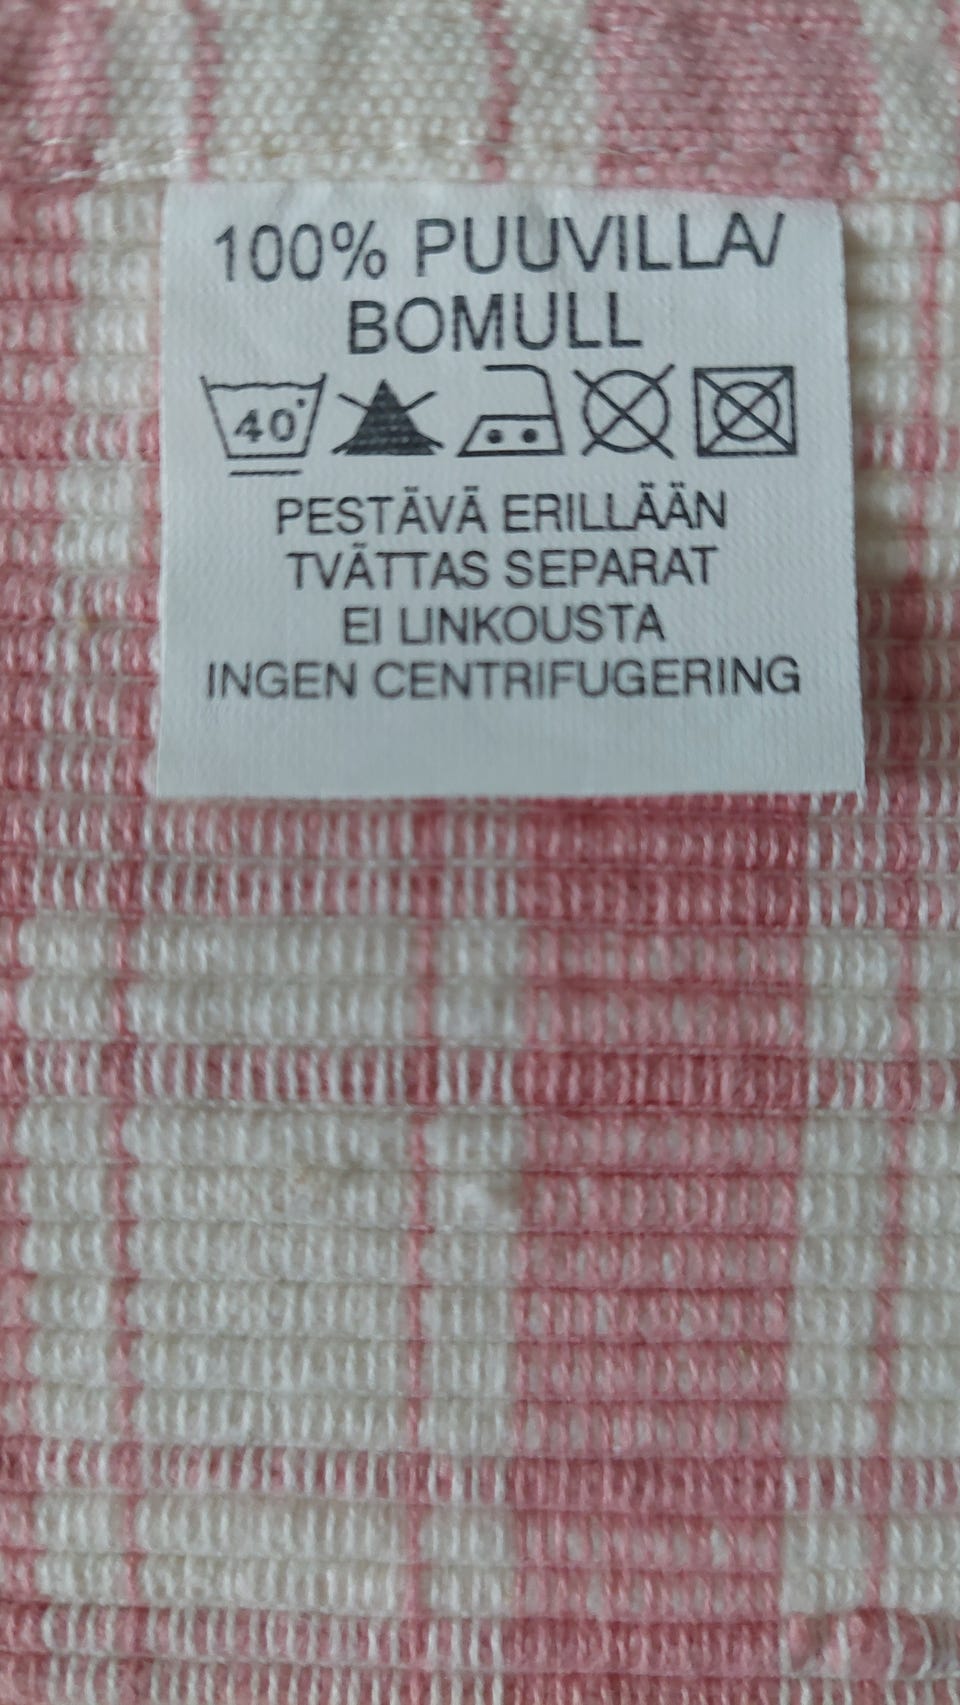 100% PUUVILLA/
BOMULL
40°
PESTÄVÄ ERILLÄÄN
TVÄTTAS SEPARAT
EI LINKOUSTA
INGEN CENTRIFUGERING